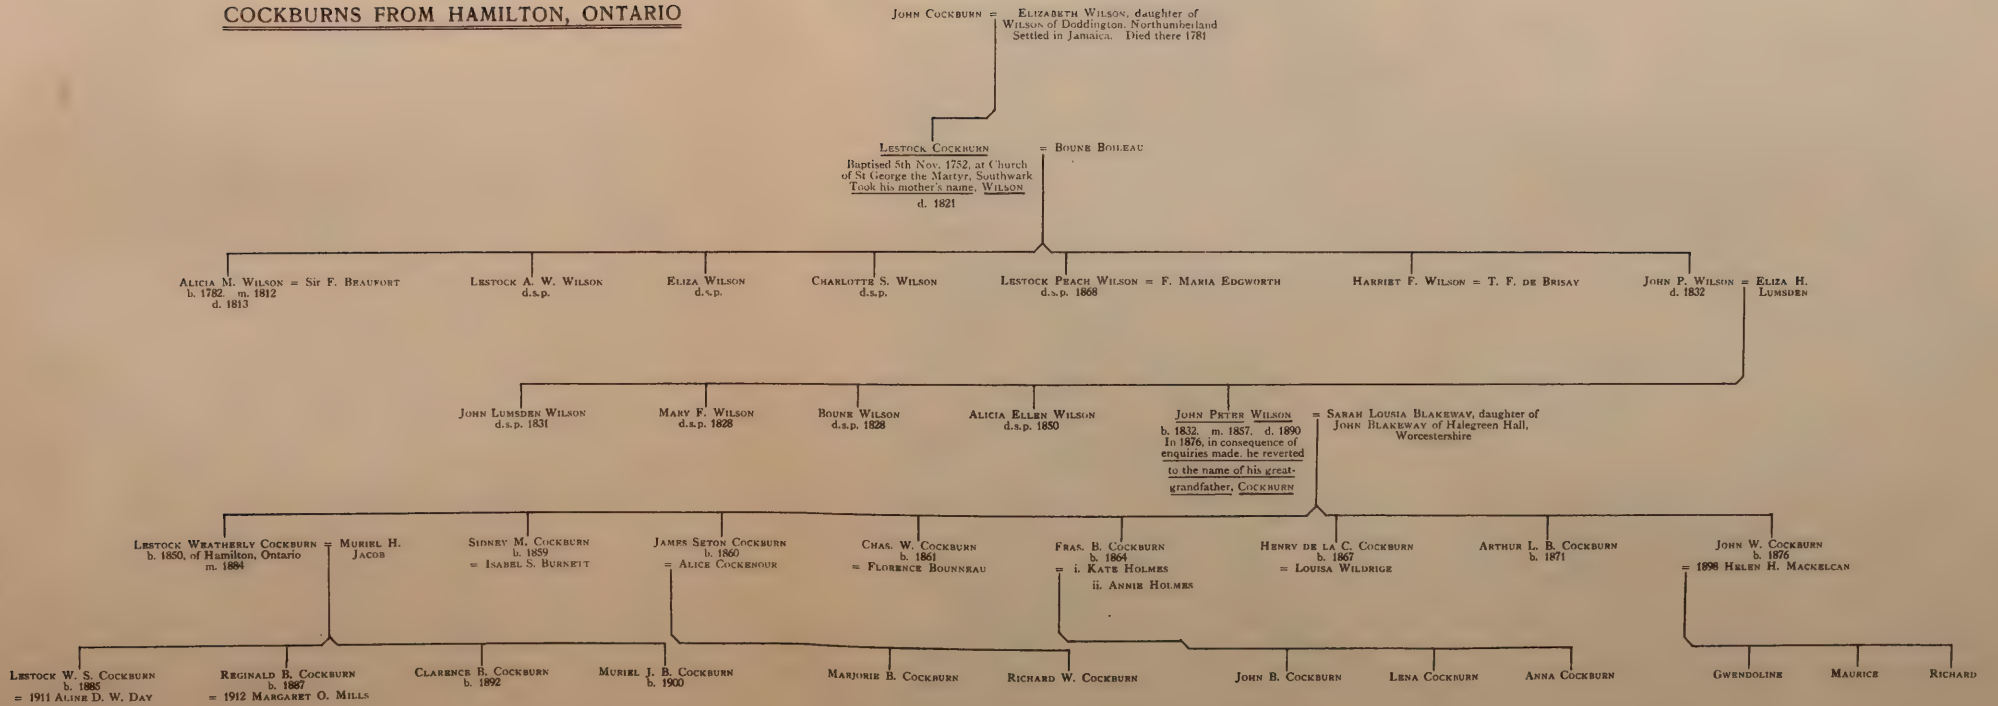 COCKBURNS FROM HAMILTON, ONTARIO
JOHN COCKBURN = ELIZABETH WILSON, daughter of
WILSON of Doddington, Northumberland
Settled in Jamaica. Died there 1781
LESTOCK COCKBURN = BOUNE BOILEAU
Baptised 5th Nov. 1752, at Church
of St George the Martyr, Southwark
Took his mother's name, WILSON
d. 1821
ALICIA M. WILSON = Sir F. BEAUFORT
b. 1782. m. 1812
d. 1813
LESTOCK A. W. WILSON
d.s.p.
ELIZA WILSON
d.s.p.
CHARLOTTE S. WILSON
d.s.p.
LESTOCK PEACH WILSON = F. MARIA EDGWORTH
d.s.p. 1868
HARRIET F. WILSON = T. F. DE BRISAY
JOHN P. WILSON = ELIZA H.
d. 1832 LUMSDEN
JOHN LUMSDEN WILSON
d.s.p. 1831
MARY F. WILSON
d.s.p. 1828
BOUNE WILSON
d.s.p. 1828
ALICIA ELLEN WILSON
d.s.p. 1850
JOHN PETER WILSON = SARAH LOUSIA BLAKEWAY, daughter of
b. 1832. m. 1857. d. 1890 JOHN BLAKEWAY of Halegreen Hall,
In 1876, in consequence of Worcestershire
enquiries made, he reverted
to the name of his great-
grandfather, COCKBURN
LESTOCK WEATHERLY COCKBURN = MURIEL H.
b. 1850, of Hamilton, Ontario JACOB
m. 1884
SIDNEY M. COCKBURN
b. 1859
= ISABEL S. BURNETT
JAMES SETON COCKBURN
b. 1860
= ALICE COCKENOUR
CHAS. W. COCKBURN
b. 1861
= FLORENCE BOUNNEAU
FRAS. B. COCKBURN
b. 1864
= i. KATE HOLMES
ii. ANNIE HOLMES
HENRY DE LA C. COCKBURN
b. 1867
= LOUISA WILDRIGE
ARTHUR L. B. COCKBURN
b. 1871
JOHN W. COCKBURN
b. 1876
= 1898 HELEN H. MACKELCAN
LESTOCK W. S. COCKBURN
b. 1885
= 1911 ALINE D. W. DAY
REGINALD B. COCKBURN
b. 1887
= 1912 MARGARET O. MILLS
CLARENCE B. COCKBURN
b. 1892
MURIEL J. B. COCKBURN
b. 1900
MARJORIE B. COCKBURN
RICHARD W. COCKBURN
JOHN B. COCKBURN
LENA COCKBURN
ANNA COCKBURN
GWENDOLINE
MAURICE
RICHARD